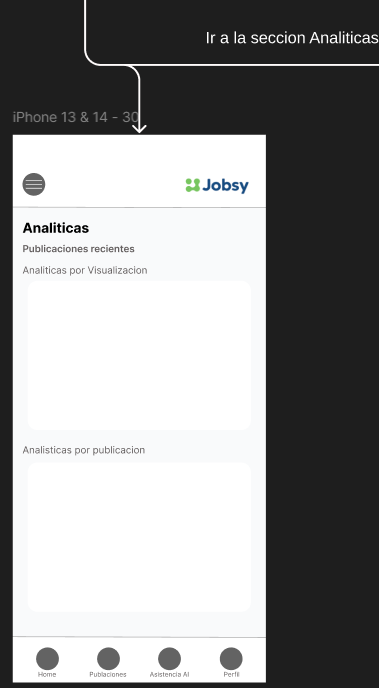 Ir a la seccion Analiticas
iPhone 13 & 14 - 30
Jobsy
Analiticas
Publicaciones recientes
Analiticas por Visualizacion
Analisticas por publicacion
Home
Publaciones
Asistencia AI
Perfil